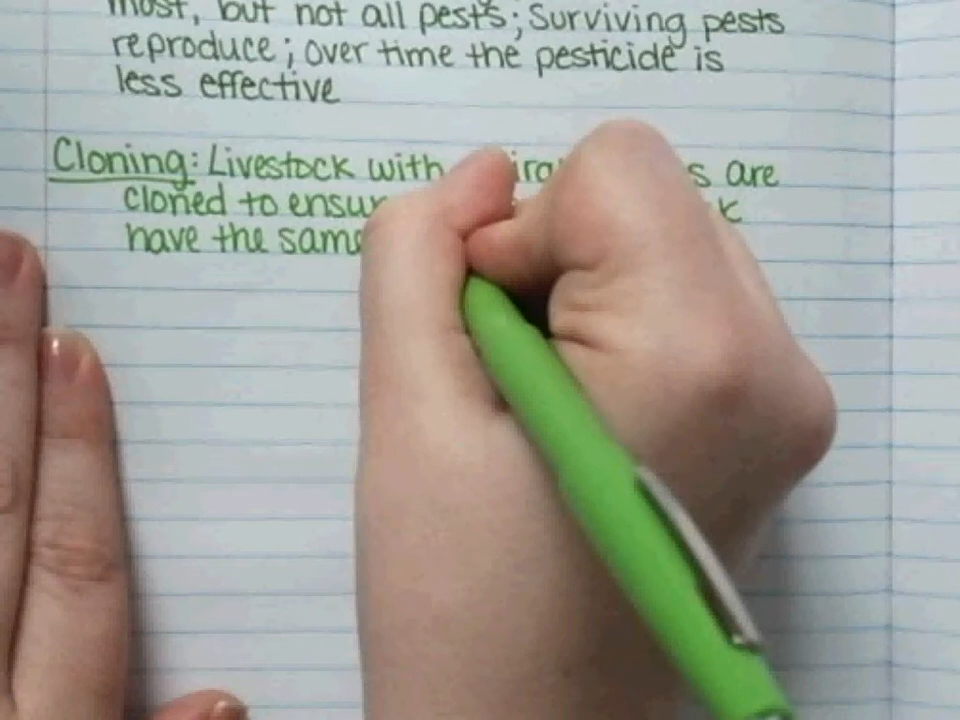 most, but not all pests; Surviving pests
reproduce; over time the pesticide is
less effective
Cloning: Livestock with are
cloned to
have the same